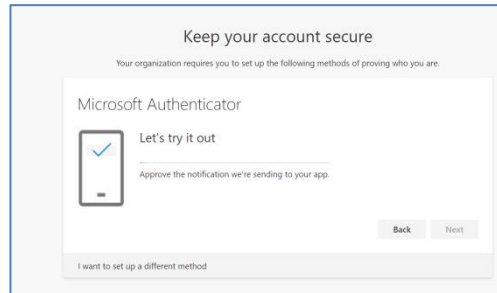 Keep your account secure
Your organization requires you to set up the following methods of proving who you are.
Microsoft Authenticator
Let's try it out
Approve the notification we're sending to your app.
Back Next
I want to set up a different method